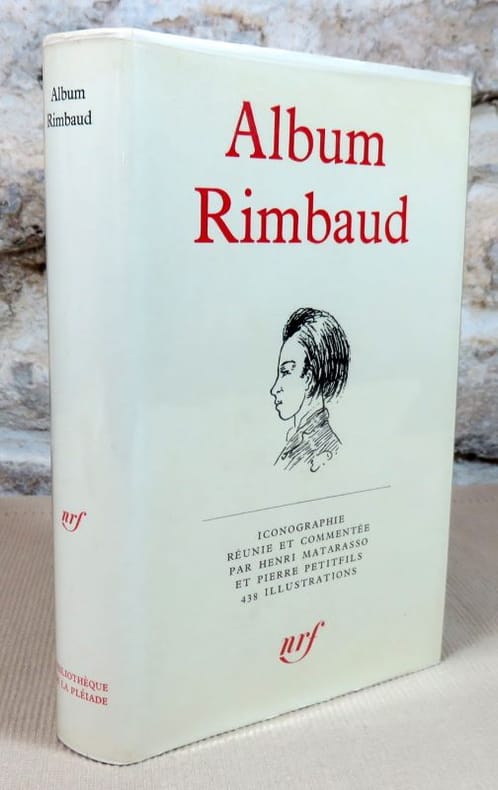 Album
Rimbaud
nrf
BIBLIOTHÈQUE
DE LA PLÉIADE
Album
Rimbaud
ICONOGRAPHIE
RÉUNIE ET COMMENTÉE
PAR HENRI MATARASSO
ET PIERRE PETITFILS
438 ILLUSTRATIONS
nrf